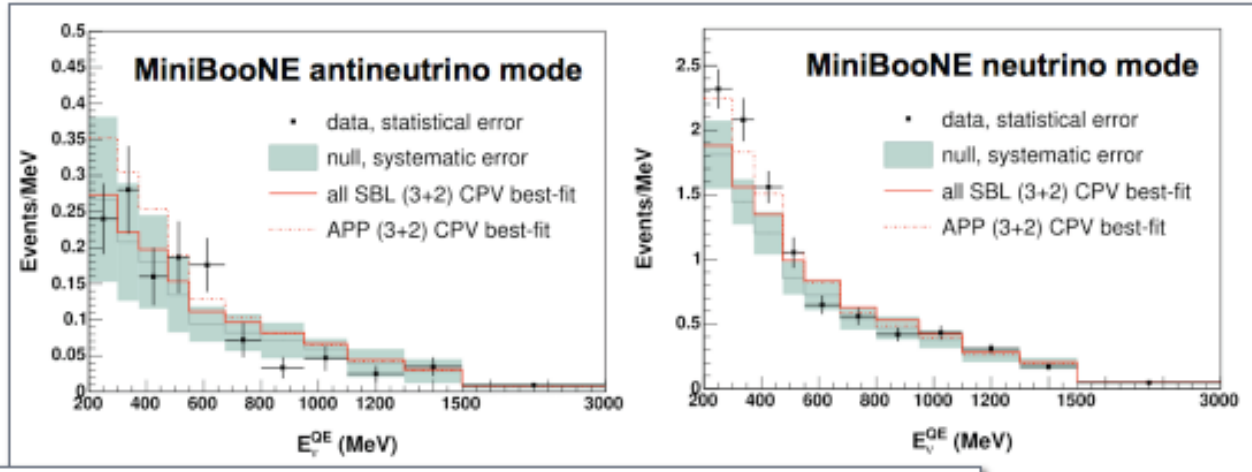 MiniBooNE antineutrino mode
data, statistical error
null, systematic error
all SBL (3+2) CPV best-fit
APP (3+2) CPV best-fit
Events/MeV
0.5
0.45
0.4
0.35
0.3
0.25
0.2
0.15
0.1
0.05
0
200 400 600 800 1000 1200 1500 3000
E_ν^QE (MeV)
MiniBooNE neutrino mode
data, statistical error
null, systematic error
all SBL (3+2) CPV best-fit
APP (3+2) CPV best-fit
Events/MeV
2.5
2
1.5
1
0.5
0
200 400 600 800 1000 1200 1500 3000
E_ν^QE (MeV)